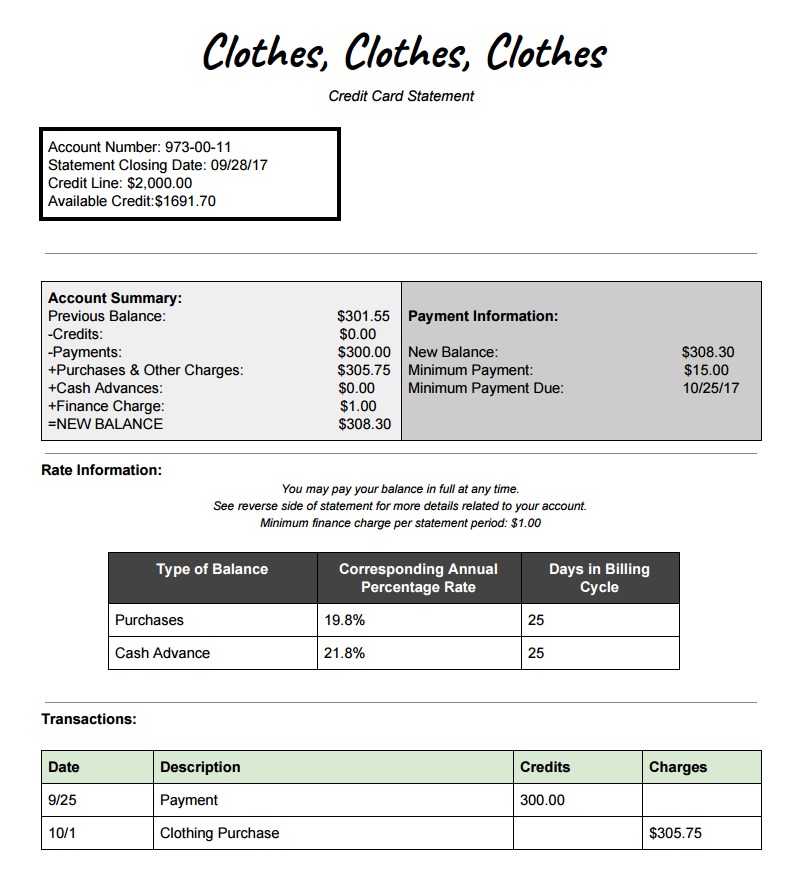 Clothes, Clothes, Clothes
Credit Card Statement
Account Number: 973-00-11
Statement Closing Date: 09/28/17
Credit Line: $2,000.00
Available Credit:$1691.70
Account Summary:
Previous Balance: $301.55
-Credits: $0.00
-Payments: $300.00
+Purchases & Other Charges: $305.75
+Cash Advances: $0.00
+Finance Charge: $1.00
=NEW BALANCE $308.30
Payment Information:
New Balance: $308.30
Minimum Payment: $15.00
Minimum Payment Due: 10/25/17
Rate Information:
You may pay your balance in full at any time.
See reverse side of statement for more details related to your account.
Minimum finance charge per statement period: $1.00
Type of Balance Corresponding Annual Percentage Rate Days in Billing Cycle
Purchases 19.8% 25
Cash Advance 21.8% 25
Transactions:
Date Description Credits Charges
9/25 Payment 300.00
10/1 Clothing Purchase $305.75